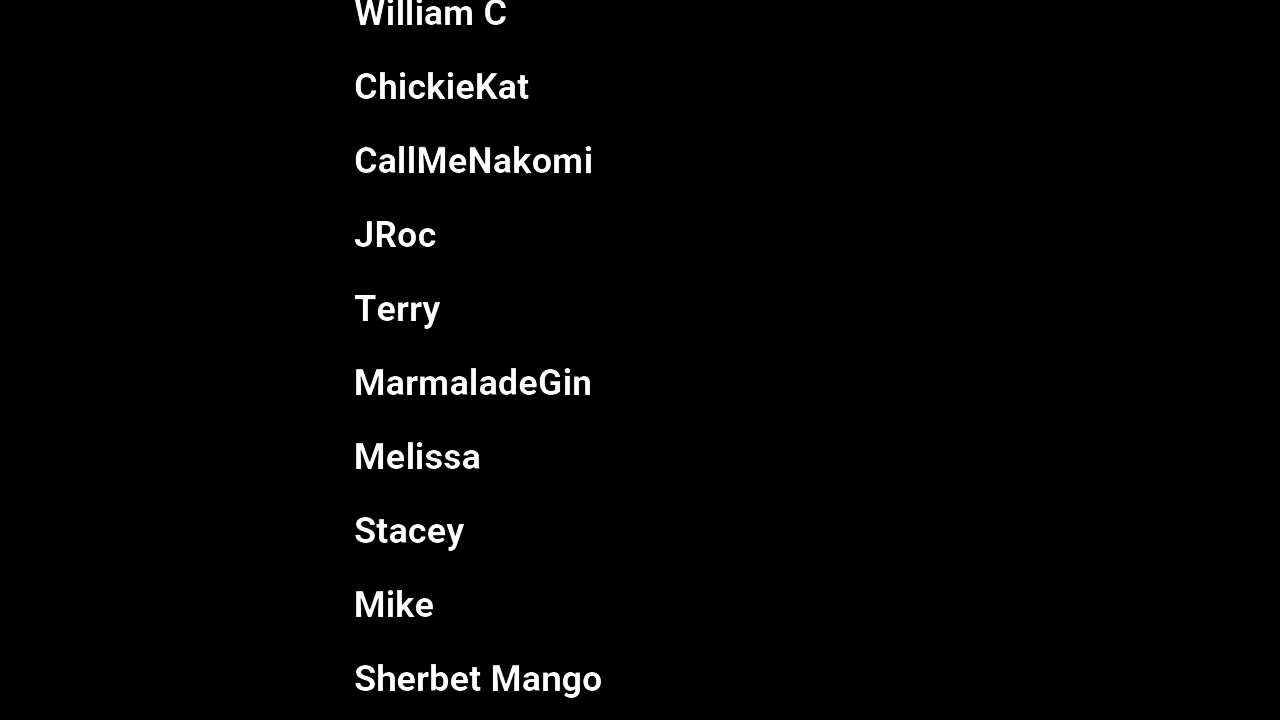 William C
ChickieKat
CallMeNakomi
JRoc
Terry
MarmaladeGin
Melissa
Stacey
Mike
Sherbet Mango